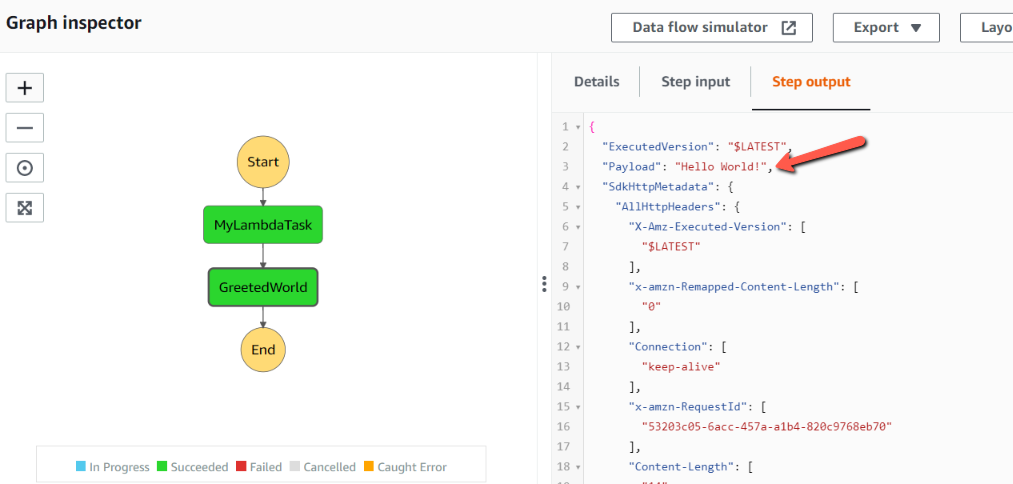 Graph inspector
Data flow simulator
Export
Layo
Start
MyLambdaTask
GreetedWorld
End
In Progress Succeeded Failed Cancelled Caught Error
Details Step input Step output
1 {
2 "ExecutedVersion": "$LATEST",
3 "Payload": "Hello World!",
4 "SdkHttpMetadata": {
5 "AllHttpHeaders": {
6 "X-Amz-Executed-Version": [
7 "$LATEST"
8 ],
9 "x-amzn-Remapped-Content-Length": [
10 "0"
11 ],
12 "Connection": [
13 "keep-alive"
14 ],
15 "x-amzn-RequestId": [
16 "53203c05-6acc-457a-a1b4-820c9768eb70"
17 ],
18 "Content-Length": [